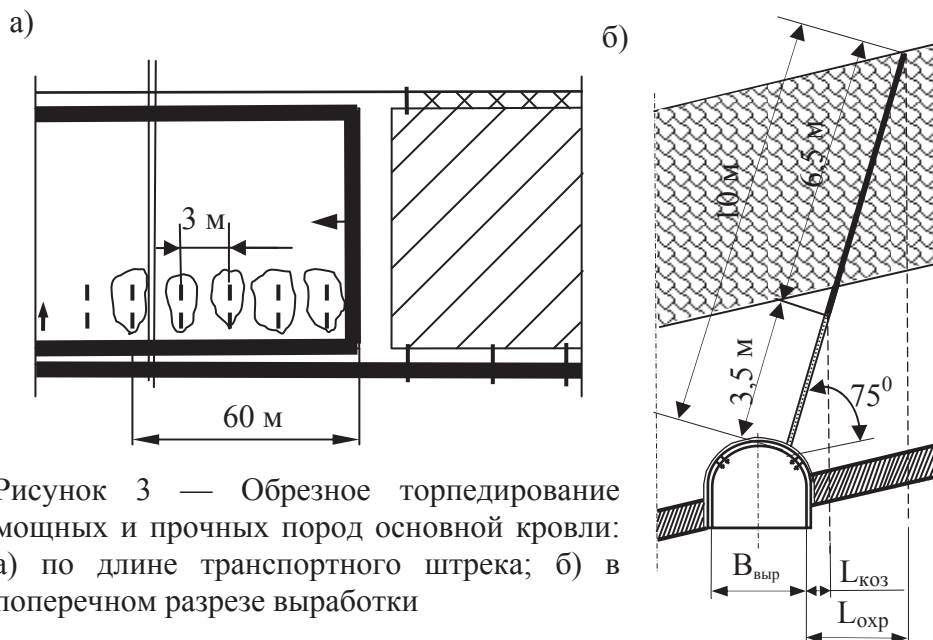 а)
3 м
60 м
Рисунок 3 — Обрезное торпедирование
мощных и прочных пород основной кровли:
а) по длине транспортного штрека; б) в
поперечном разрезе выработки
б)
10 м
6,5 м
3,5 м
75⁰
Bвыр
Lкоз
Lохр